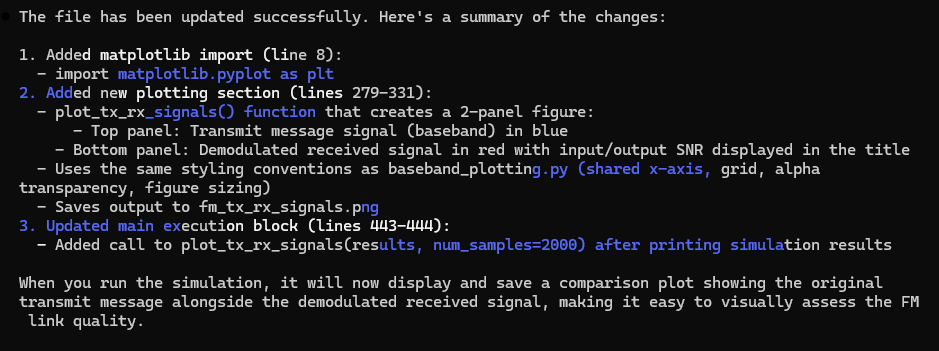 The file has been updated successfully. Here's a summary of the changes:
1. Added matplotlib import (line 8):
- import matplotlib.pyplot as plt
2. Added new plotting section (lines 279-331):
- plot_tx_rx_signals() function that creates a 2-panel figure:
- Top panel: Transmit message signal (baseband) in blue
- Bottom panel: Demodulated received signal in red with input/output SNR displayed in the title
- Uses the same styling conventions as baseband_plotting.py (shared x-axis, grid, alpha
transparency, figure sizing)
- Saves output to fm_tx_rx_signals.png
3. Updated main execution block (lines 443-444):
- Added call to plot_tx_rx_signals(results, num_samples=2000) after printing simulation results
When you run the simulation, it will now display and save a comparison plot showing the original
transmit message alongside the demodulated received signal, making it easy to visually assess the FM
link quality.